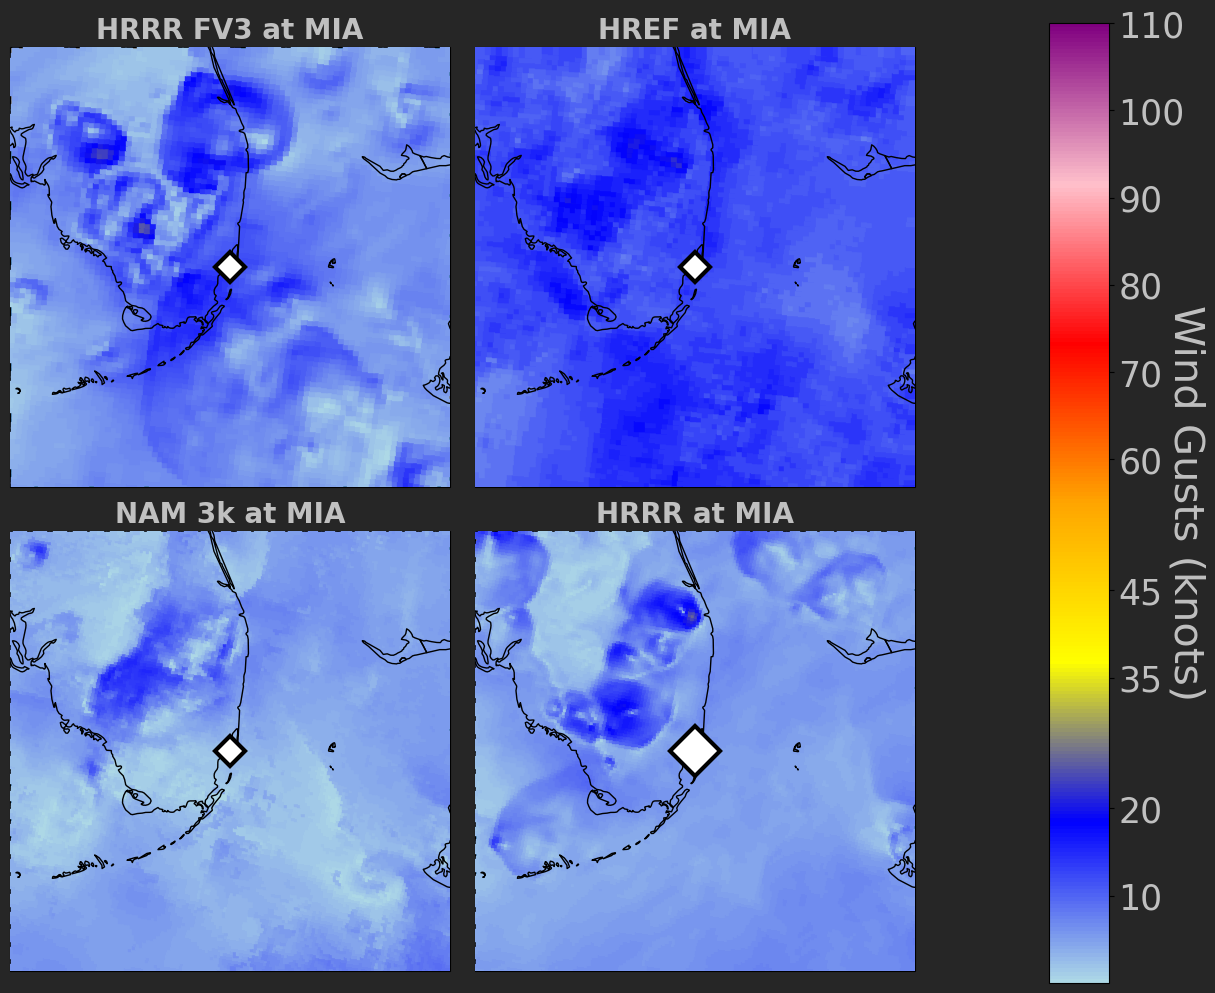 HRRR FV3 at MIA
HREF at MIA
NAM 3k at MIA
HRRR at MIA
110
100
90
80
70
60
45
35
20
10
Wind Gusts (knots)